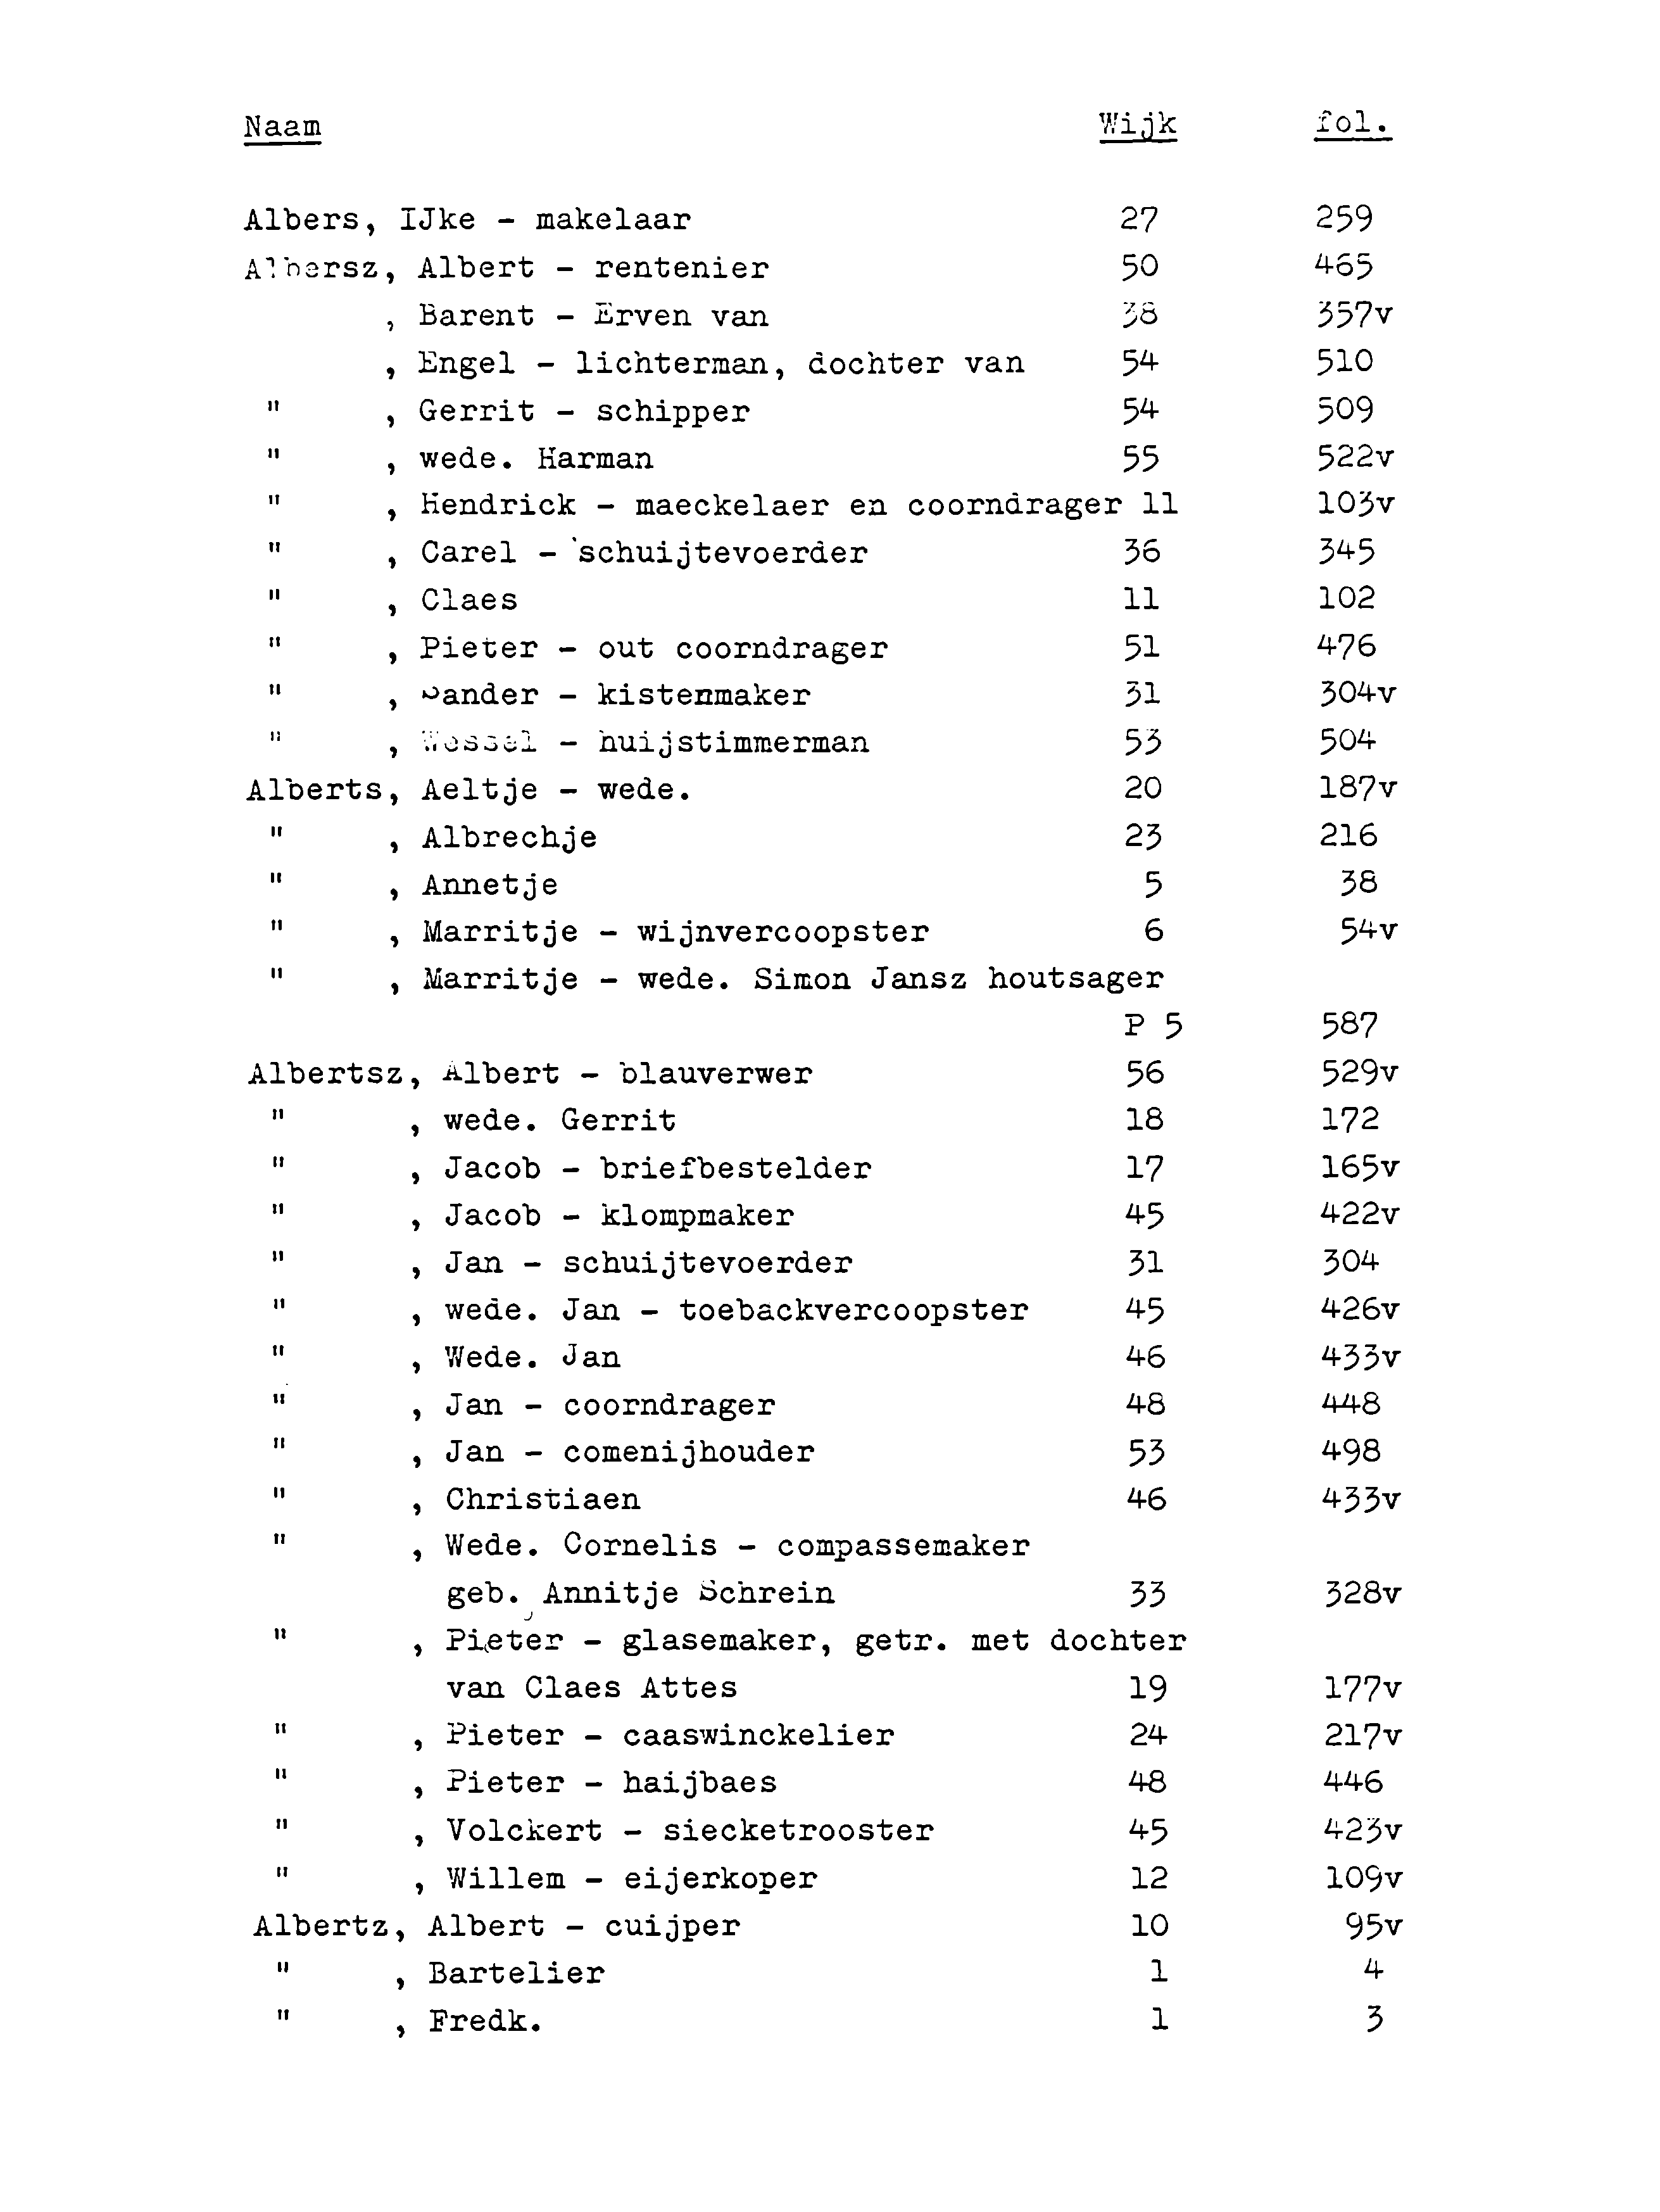 Naam Wijk fol.
Albers, IJke - makelaar 27 259
Albersz, Albert - rentenier 50 465
, Barent - Erven van 38 357v
, Engel - lichterman, dochter van 54 510
" , Gerrit - schipper 54 509
" , wede. Harman 55 522v
" , Hendrick - maeckelaer en coorndrager 11 103v
" , Carel - schuijtevoerder 36 345
" , Claes 11 102
" , Pieter - out coorndrager 51 476
" , Sander - kistenmaker 31 304v
" , Wessel - huijstimmerman 53 504
Alberts, Aeltje - wede. 20 187v
" , Albrechje 23 216
" , Annetje 5 38
" , Marritje - wijnvercoopster 6 54v
" , Marritje - wede. Simon Jansz houtsager
P 5 587
Albertsz, Albert - blauverwer 56 529v
" , wede. Gerrit 18 172
" , Jacob - briefbestelder 17 165v
" , Jacob - klompmaker 45 422v
" , Jan - schuijtevoerder 31 304
" , wede. Jan - toebackvercoopster 45 426v
" , Wede. Jan 46 433v
" , Jan - coorndrager 48 448
" , Jan - comenijhouder 53 498
" , Christiaen 46 433v
" , Wede. Cornelis - compassemaker
geb. Annitje Schrein 33 328v
" , Pieter - glasemaker, getr. met dochter
van Claes Attes 19 177v
" , Pieter - caaswinckelier 24 217v
" , Pieter - haijbaes 48 446
" , Volckert - siecketrooster 45 423v
" , Willem - eijerkoper 12 109v
Albertz, Albert - cuijper 10 95v
" , Bartelier 1 4
" , Fredk. 1 3